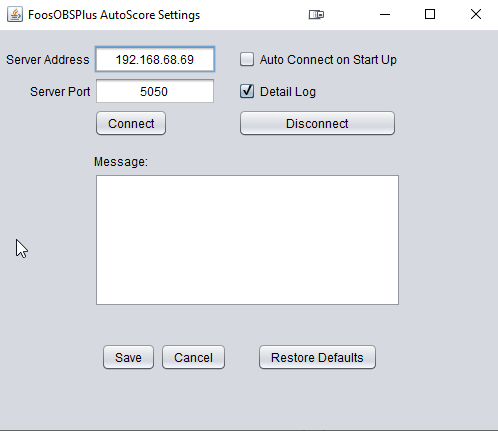 FoosOBSPlus AutoScore Settings
Server Address 192.168.68.69 Auto Connect on Start Up
Server Port 5050 Detail Log
Connect Disconnect
Message:
Save Cancel Restore Defaults